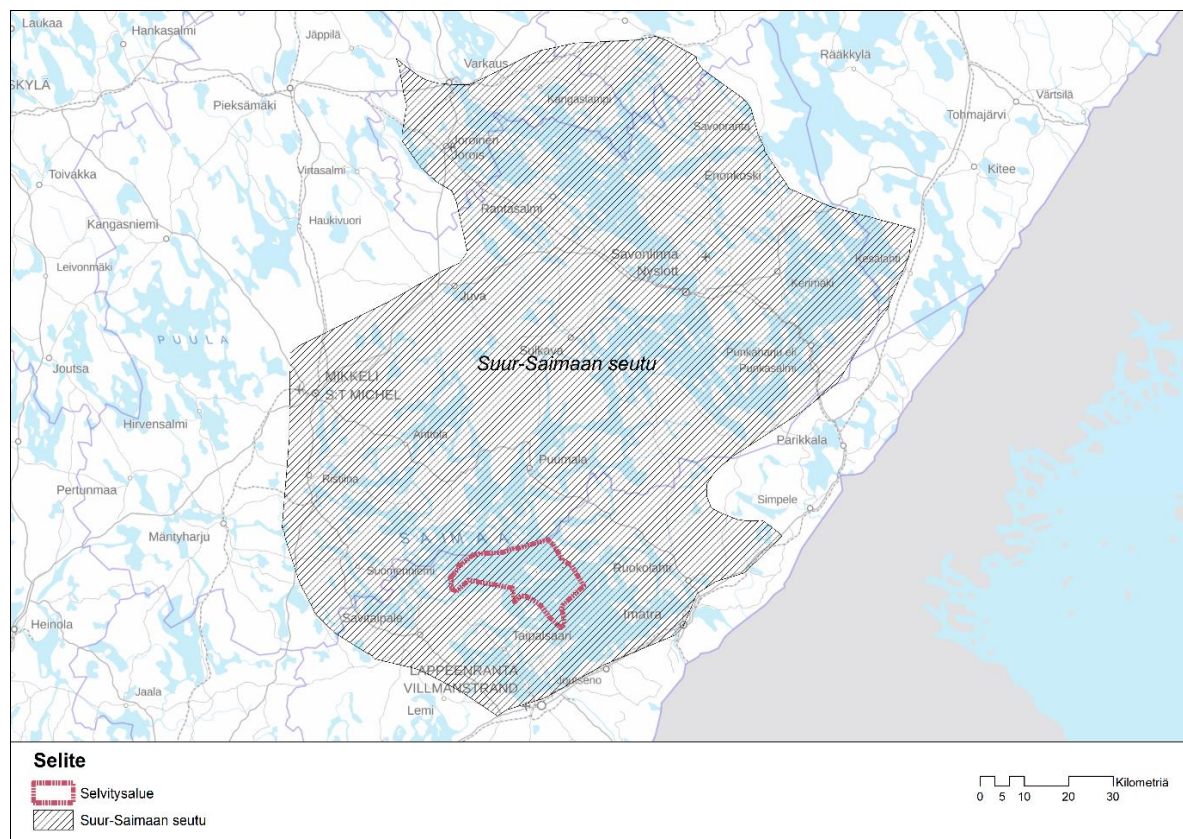 Laukaa
Hankasalmi
Jäppilä
Varkaus
Rääkkylä
SKYLÄ
Pieksämäki
Kangaslampi
Värtsilä
Tohmajärvi
Savonranta
Joroinen
Jorois
Toivakka
Virtasalmi
Enonkoski
Kitee
Kangasniemi
Haukivuori
Rantasalmi
Savonlinna
Nyslott
Kesälahti
Leivonmäki
Kerimäki
Juva
PUULA
Sulkava
Punkaharju eli
Punkasalmi
Suur-Saimaan seutu
Joutsa
MIKKELI
S:T MICHEL
Hirvensalmi
Anttola
Parikkala
Puumala
Ristiina
Pertunmaa
Simpele
Mäntyharju
SAIMAA
Suomenniemi
Ruokolahti
Heinola
Savitaipale
Imatra
Taipalsaari
LAPPEENRANTA
VILLMANSTRAND
Joutseno
Jaala
Lemi
Selite
Selvitysalue
Suur-Saimaan seutu
Kilometriä
0 5 10 20 30